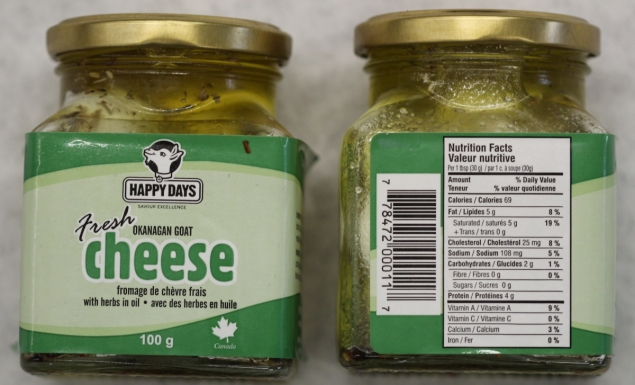 HAPPY DAYS
SAVOUR EXCELLENCE
Fresh
OKANAGAN GOAT
cheese
fromage de chèvre frais
with herbs in oil • avec des herbes en huile
100 g
Canada
7 78472 00011 7
Nutrition Facts
Valeur nutritive
Per 1 tbsp (30 g) / par 1 c. à soupe (30g)
Amount % Daily Value
Teneur % valeur quotidienne
Calories / Calories 69
Fat / Lipides 5 g 8 %
Saturated / saturés 5 g 19 %
+ Trans / trans 0 g
Cholesterol / Cholestérol 25 mg 8 %
Sodium / Sodium 108 mg 5 %
Carbohydrates / Glucides 2 g 1 %
Fibre / Fibres 0 g 0 %
Sugars / Sucres 0 g
Protein / Protéines 4 g
Vitamin A / Vitamine A 9 %
Vitamin C / Vitamine C 0 %
Calcium / Calcium 3 %
Iron / Fer 0 %